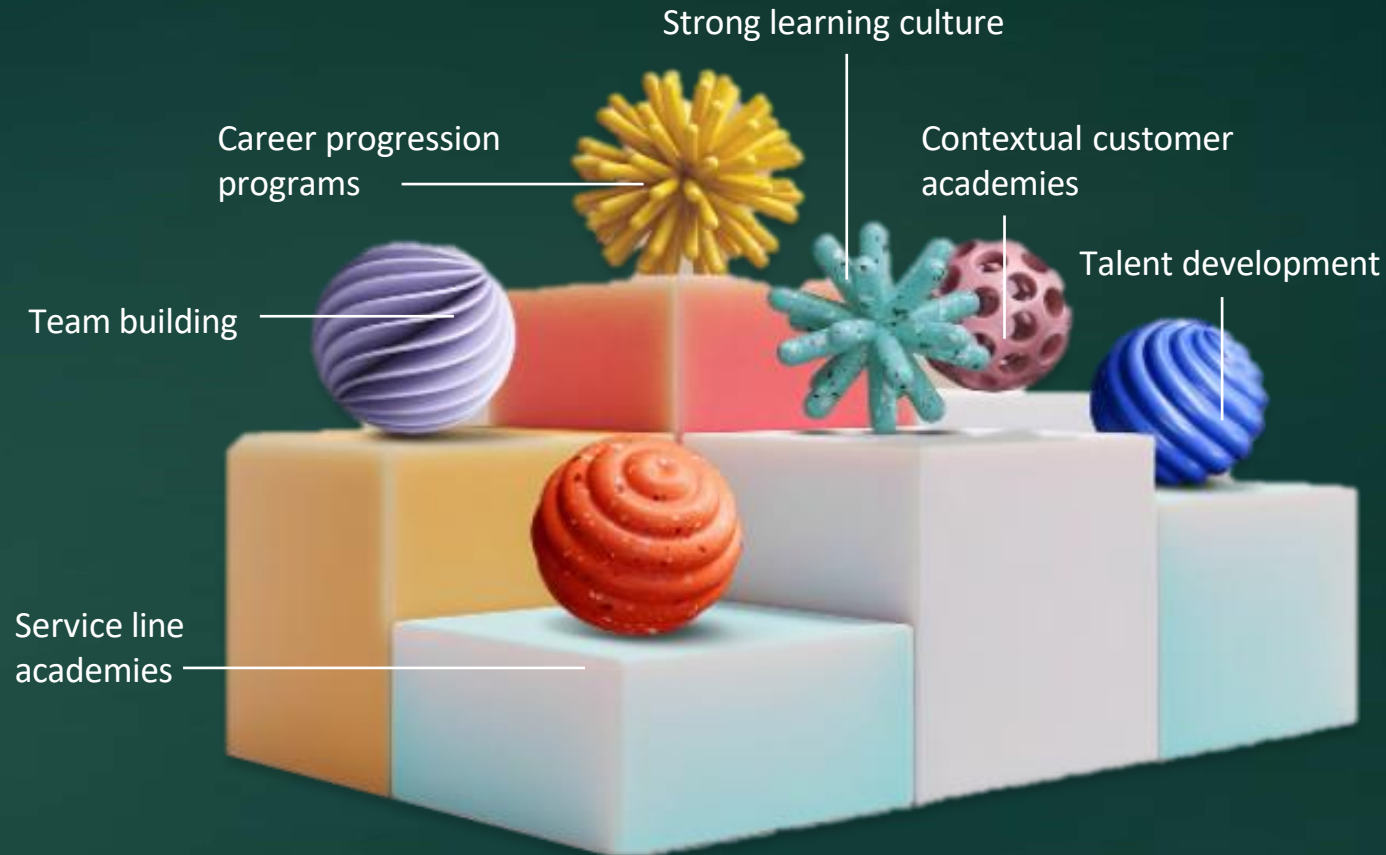 Strong learning culture
Career progression
programs
Contextual customer
academies
Talent development
Team building
Service line
academies